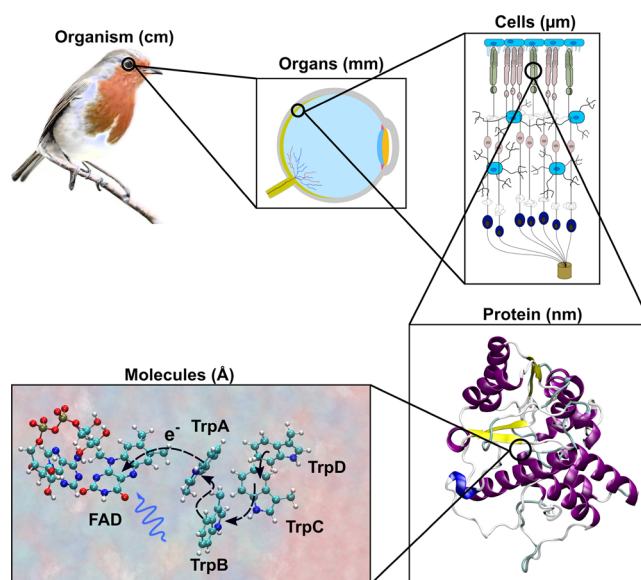 Organism (cm)
Organs (mm)
Cells (µm)
Protein (nm)
Molecules (Å)
e-
TrpA
TrpD
FAD
TrpC
TrpB